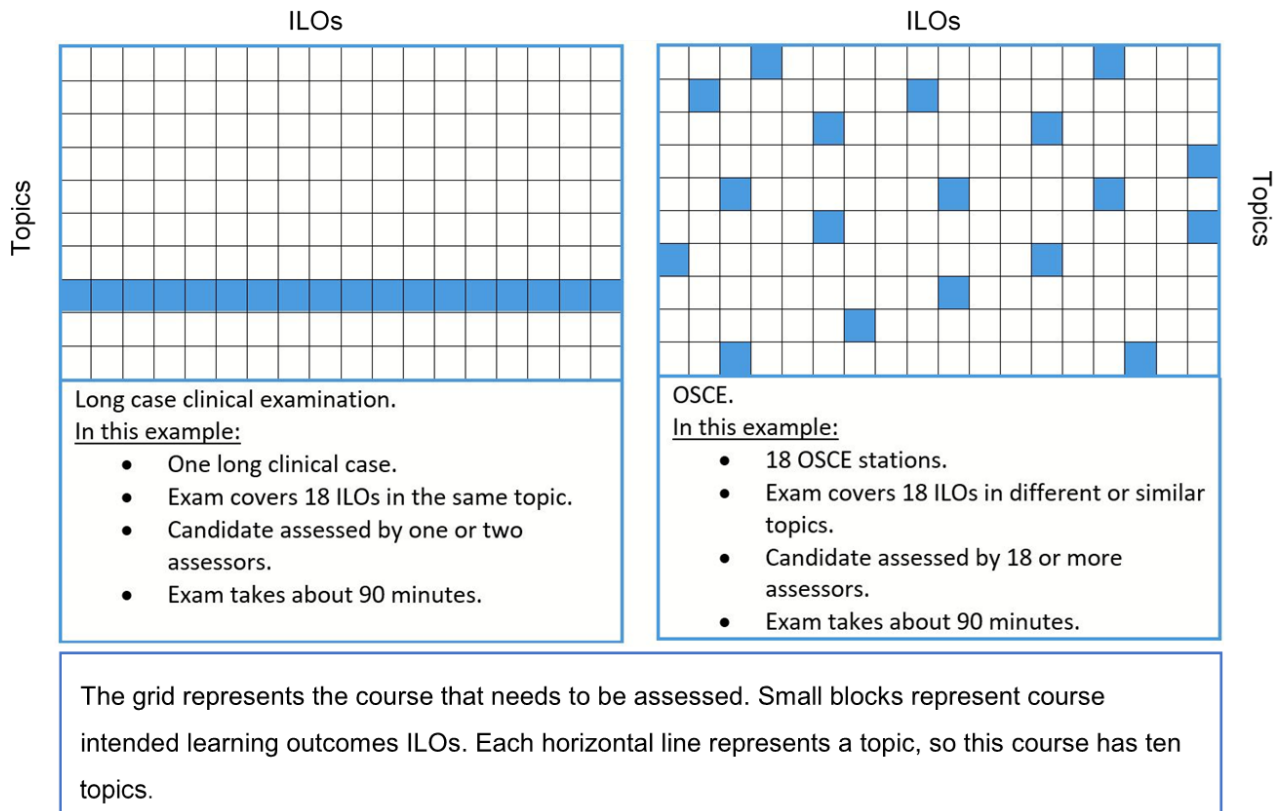 ILOs
ILOs
Topics
Topics
Long case clinical examination.
In this example:
• One long clinical case.
• Exam covers 18 ILOs in the same topic.
• Candidate assessed by one or two
assessors.
• Exam takes about 90 minutes.
OSCE.
In this example:
• 18 OSCE stations.
• Exam covers 18 ILOs in different or similar
topics.
• Candidate assessed by 18 or more
assessors.
• Exam takes about 90 minutes.
The grid represents the course that needs to be assessed. Small blocks represent course
intended learning outcomes ILOs. Each horizontal line represents a topic, so this course has ten
topics.